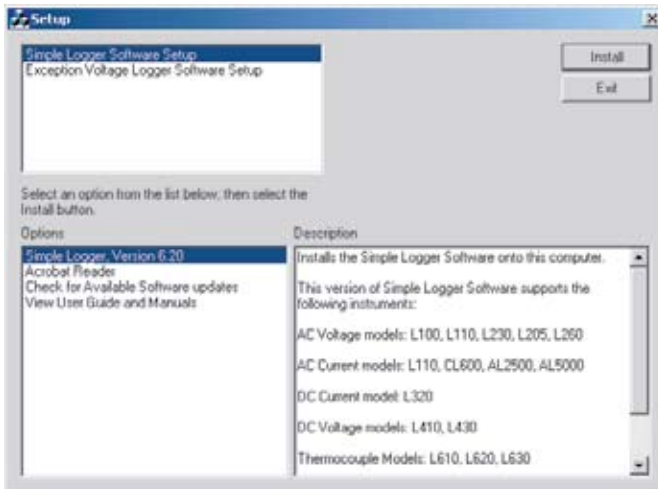 Setup
Simple Logger Software Setup
Exception Voltage Logger Software Setup
Install
Exit
Select an option from the list below, then select the
Install button.
Options
Simple Logger, Version 6.20
Acrobat Reader
Check for Available Software updates
View User Guide and Manuals
Description
Installs the Simple Logger Software onto this computer.
This version of Simple Logger Software supports the
following instruments:
AC Voltage models: L100, L110, L230, L205, L260
AC Current models: L110, CL600, AL2500, AL5000
DC Current model: L320
DC Voltage models: L410, L430
Thermocouple Models: L610, L620, L630